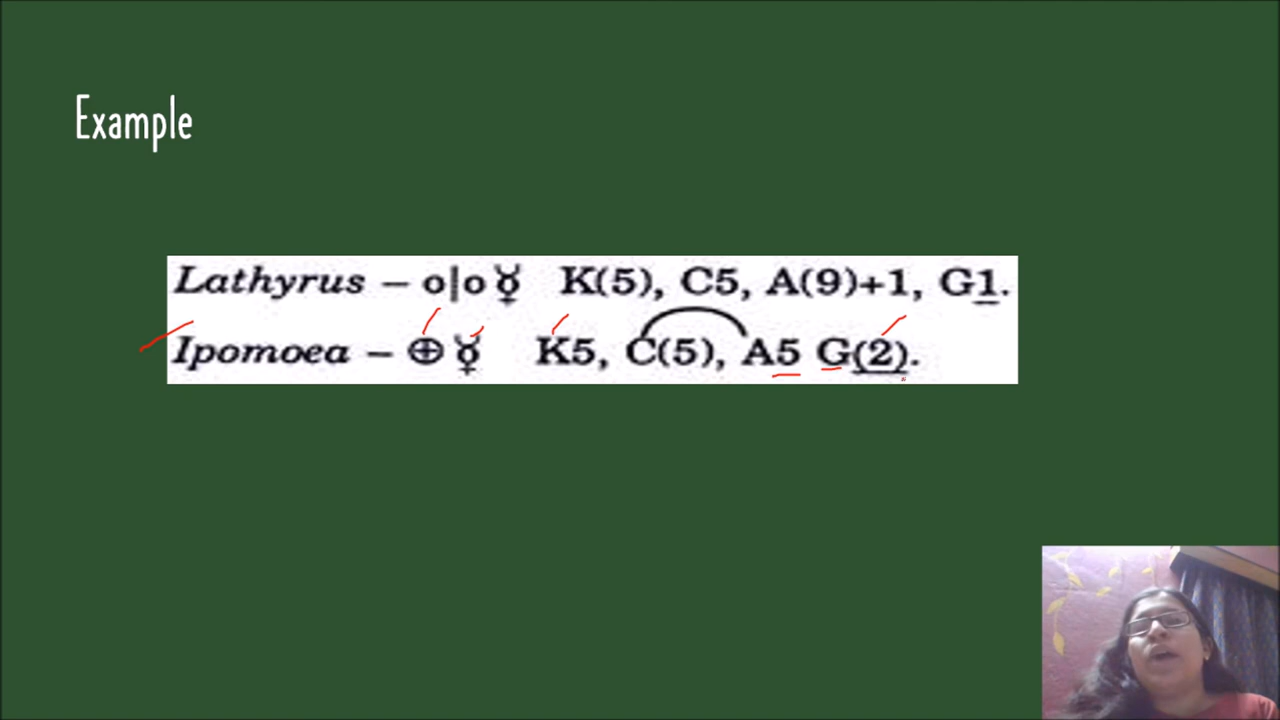 Example
Lathyrus – o|o☿ K(5), C5, A(9)+1, G1.
Ipomoea – ⊕☿ K5, C(5), A5 G(2).